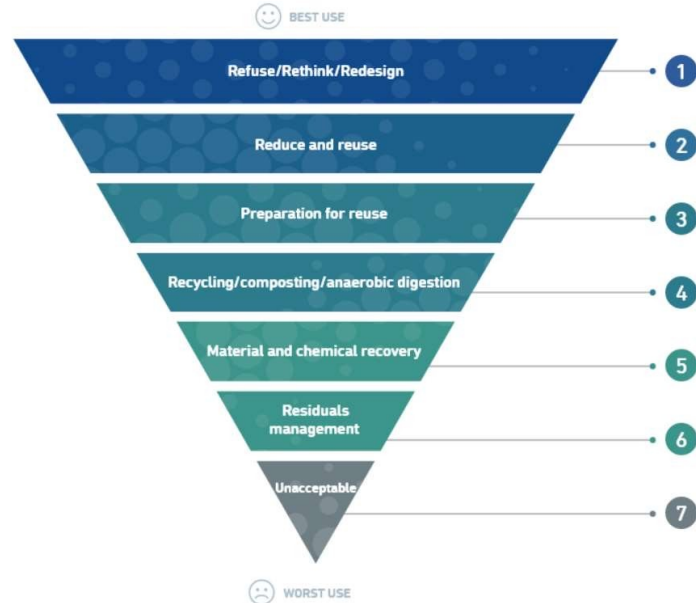 BEST USE
Refuse/Rethink/Redesign
1
Reduce and reuse
2
Preparation for reuse
3
Recycling/composting/anaerobic digestion
4
Material and chemical recovery
5
Residuals
management
6
Unacceptable
7
WORST USE